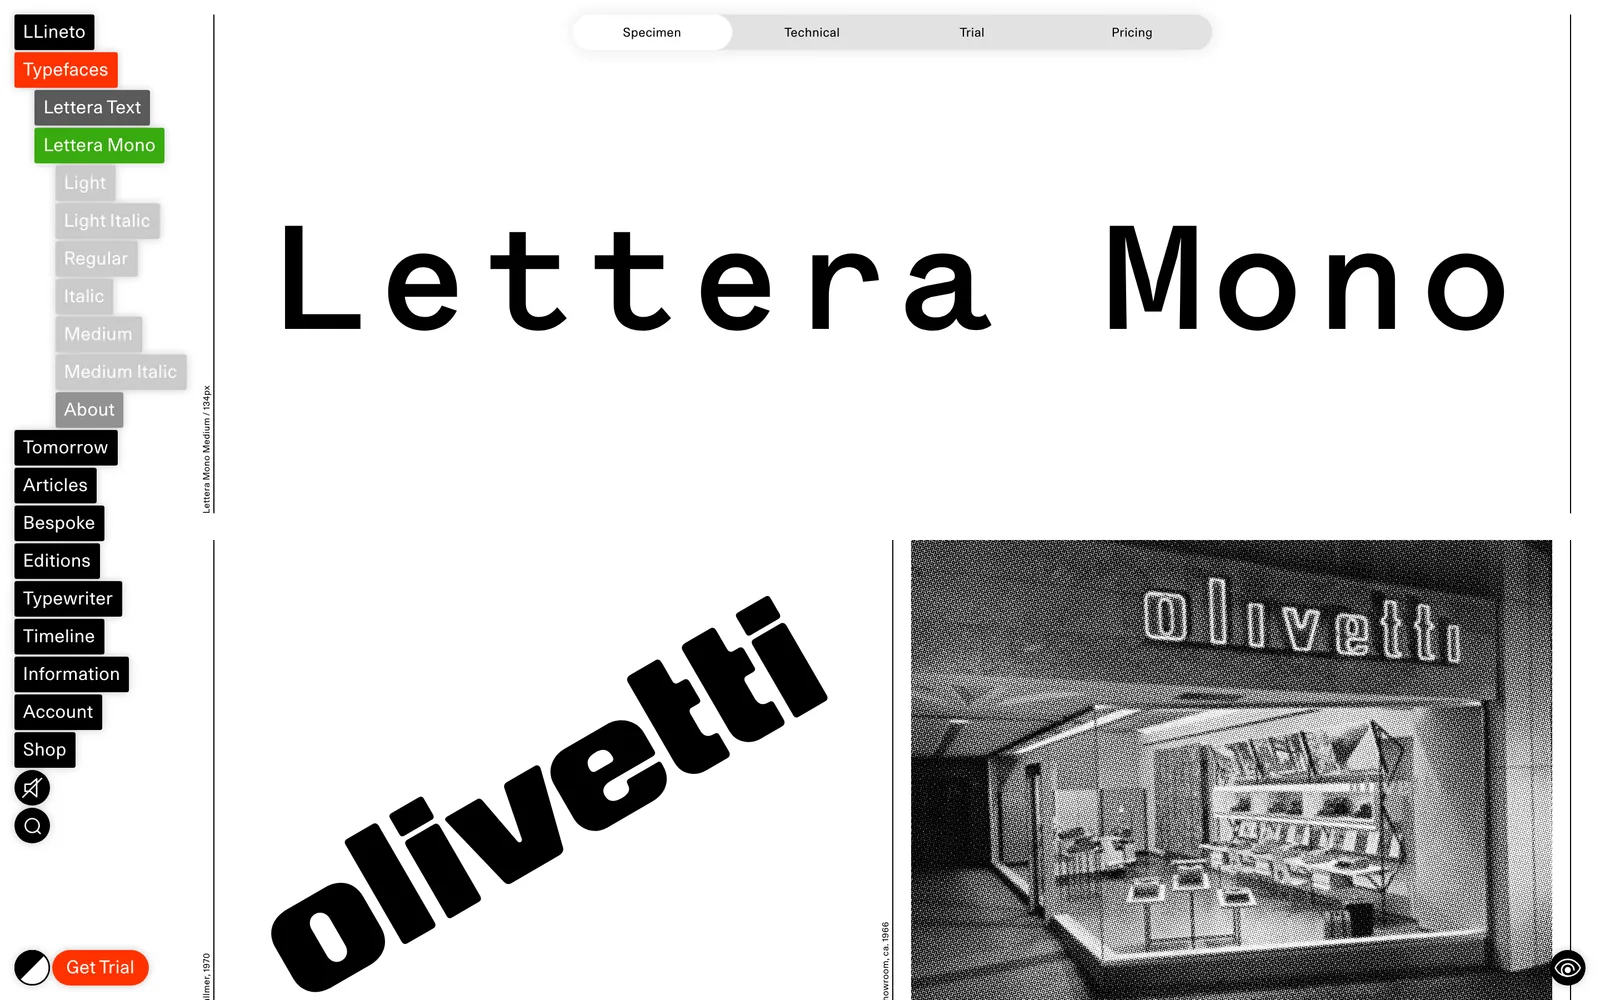 LLineto
Typefaces
Lettera Text
Lettera Mono
Light
Light Italic
Regular
Italic
Medium
Medium Italic
About
Tomorrow
Articles
Bespoke
Editions
Typewriter
Timeline
Information
Account
Shop
Get Trial
Specimen
Technical
Trial
Pricing
Lettera Mono
Lettera Mono Medium / 134px
olivetti
1970
olivetti
ca. 1966